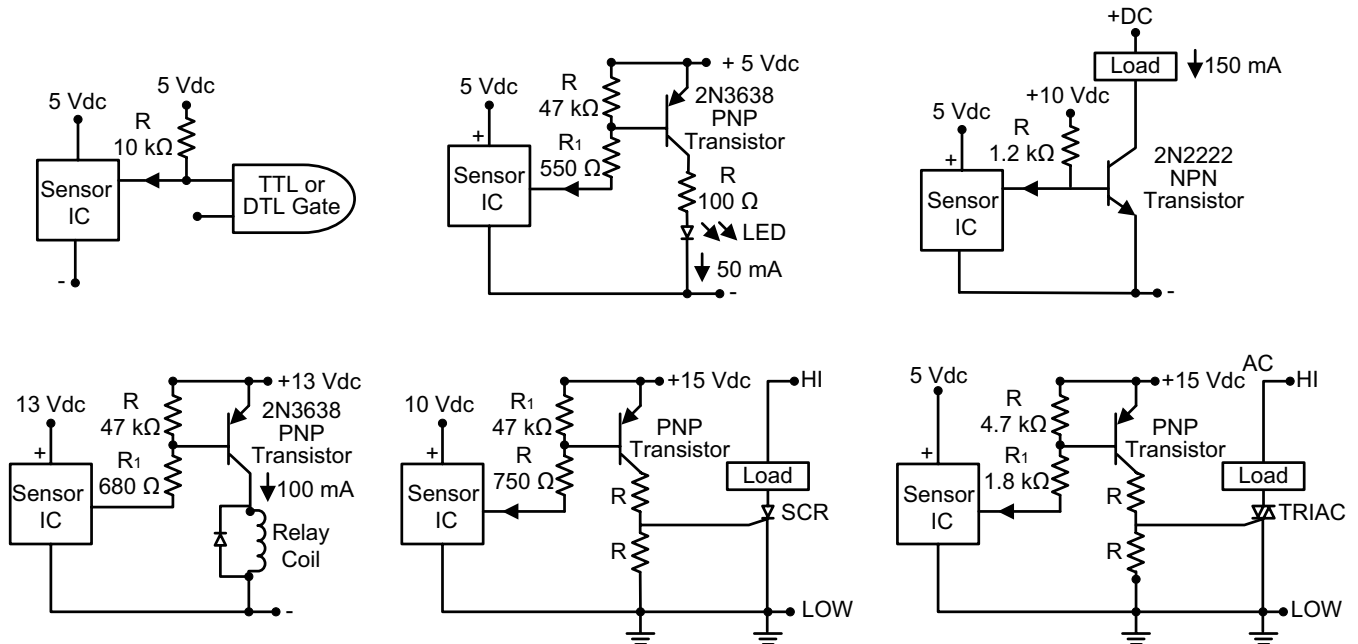 5 Vdc
5 Vdc
R
10 kΩ
Sensor
IC
TTL or
DTL Gate
-
+ 5 Vdc
5 Vdc
R
47 kΩ
2N3638
PNP
Transistor
+
R1
550 Ω
Sensor
IC
R
100 Ω
LED
50 mA
-
+DC
Load
150 mA
+10 Vdc
5 Vdc
R
1.2 kΩ
+
2N2222
NPN
Transistor
Sensor
IC
-
+13 Vdc
13 Vdc
R
47 kΩ
2N3638
PNP
Transistor
+
R1
680 Ω
100 mA
Sensor
IC
Relay
Coil
-
+15 Vdc
HI
10 Vdc
R1
47 kΩ
PNP
Transistor
+
R
750 Ω
Load
Sensor
IC
R
SCR
R
LOW
AC
+15 Vdc
HI
5 Vdc
R
4.7 kΩ
PNP
Transistor
+
R1
1.8 kΩ
Load
Sensor
IC
R
TRIAC
R
LOW